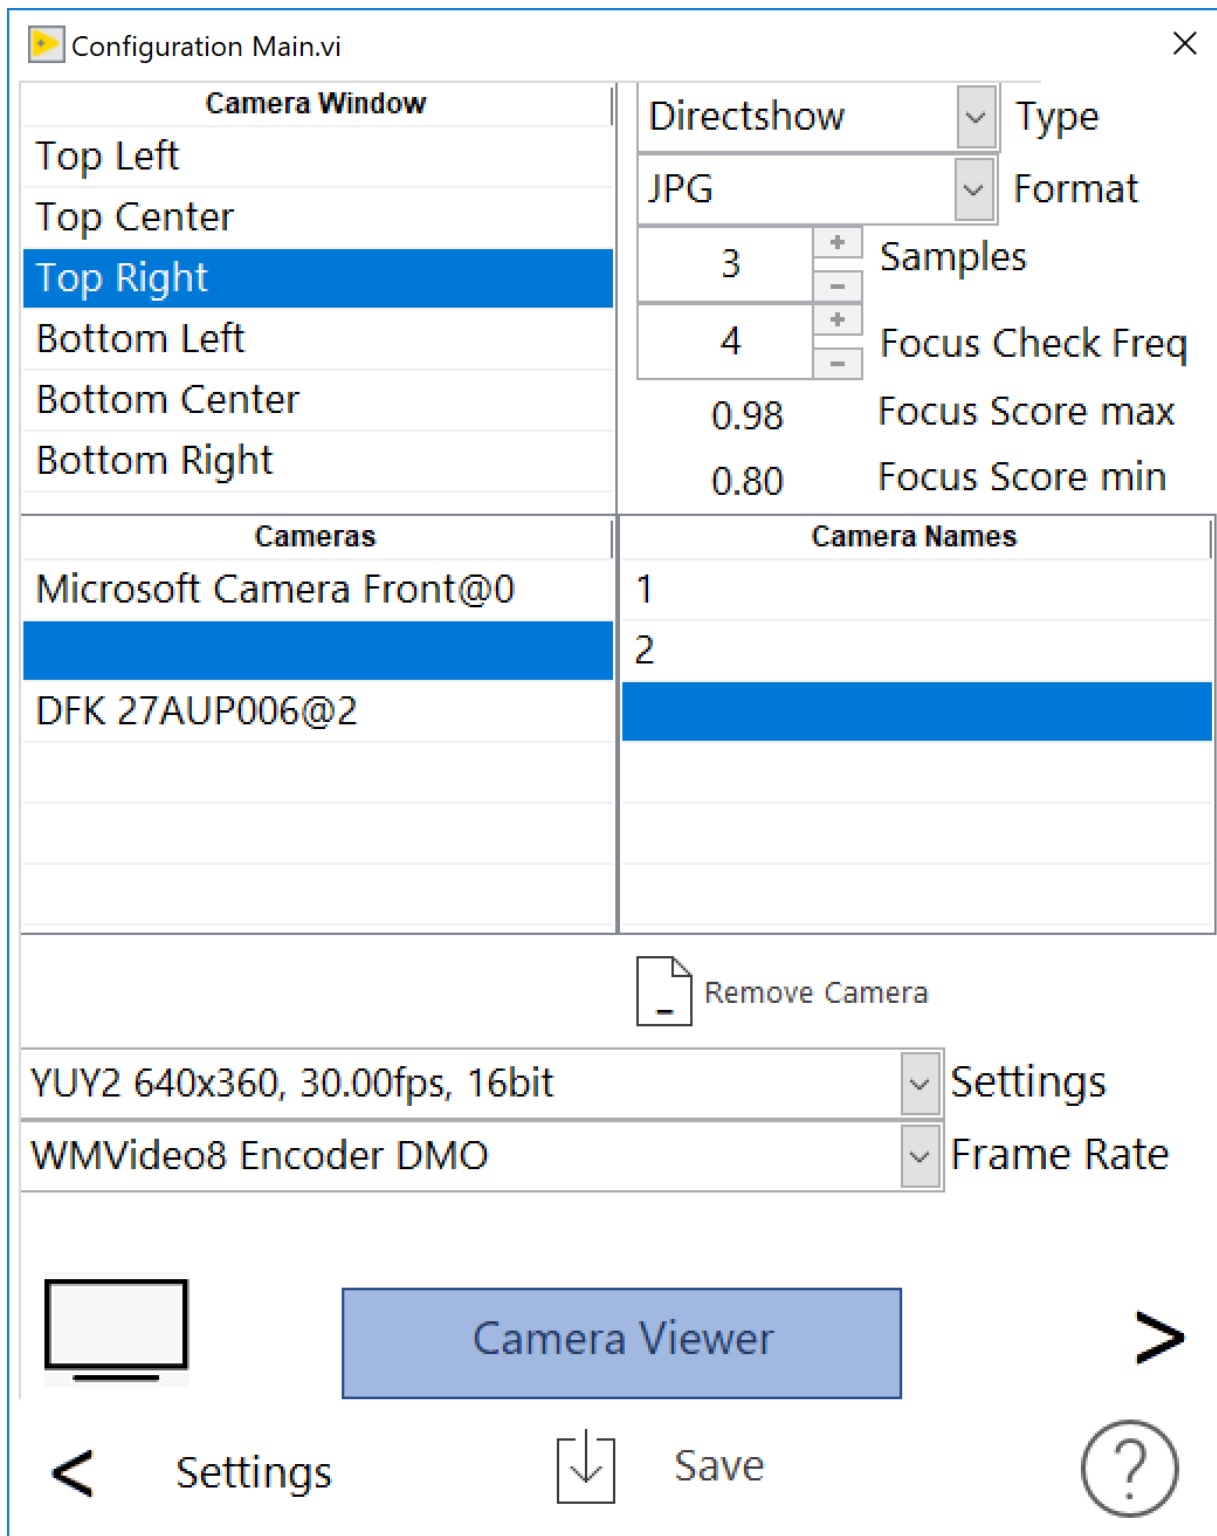 Configuration Main.vi
Camera Window
Top Left
Top Center
Top Right
Bottom Left
Bottom Center
Bottom Right
Directshow Type
JPG Format
3 Samples
4 Focus Check Freq
0.98 Focus Score max
0.80 Focus Score min
Cameras
Microsoft Camera Front@0
DFK 27AUP006@2
Camera Names
1
2
Remove Camera
YUY2 640x360, 30.00fps, 16bit Settings
WMVideo8 Encoder DMO Frame Rate
Camera Viewer >
< Settings Save ?